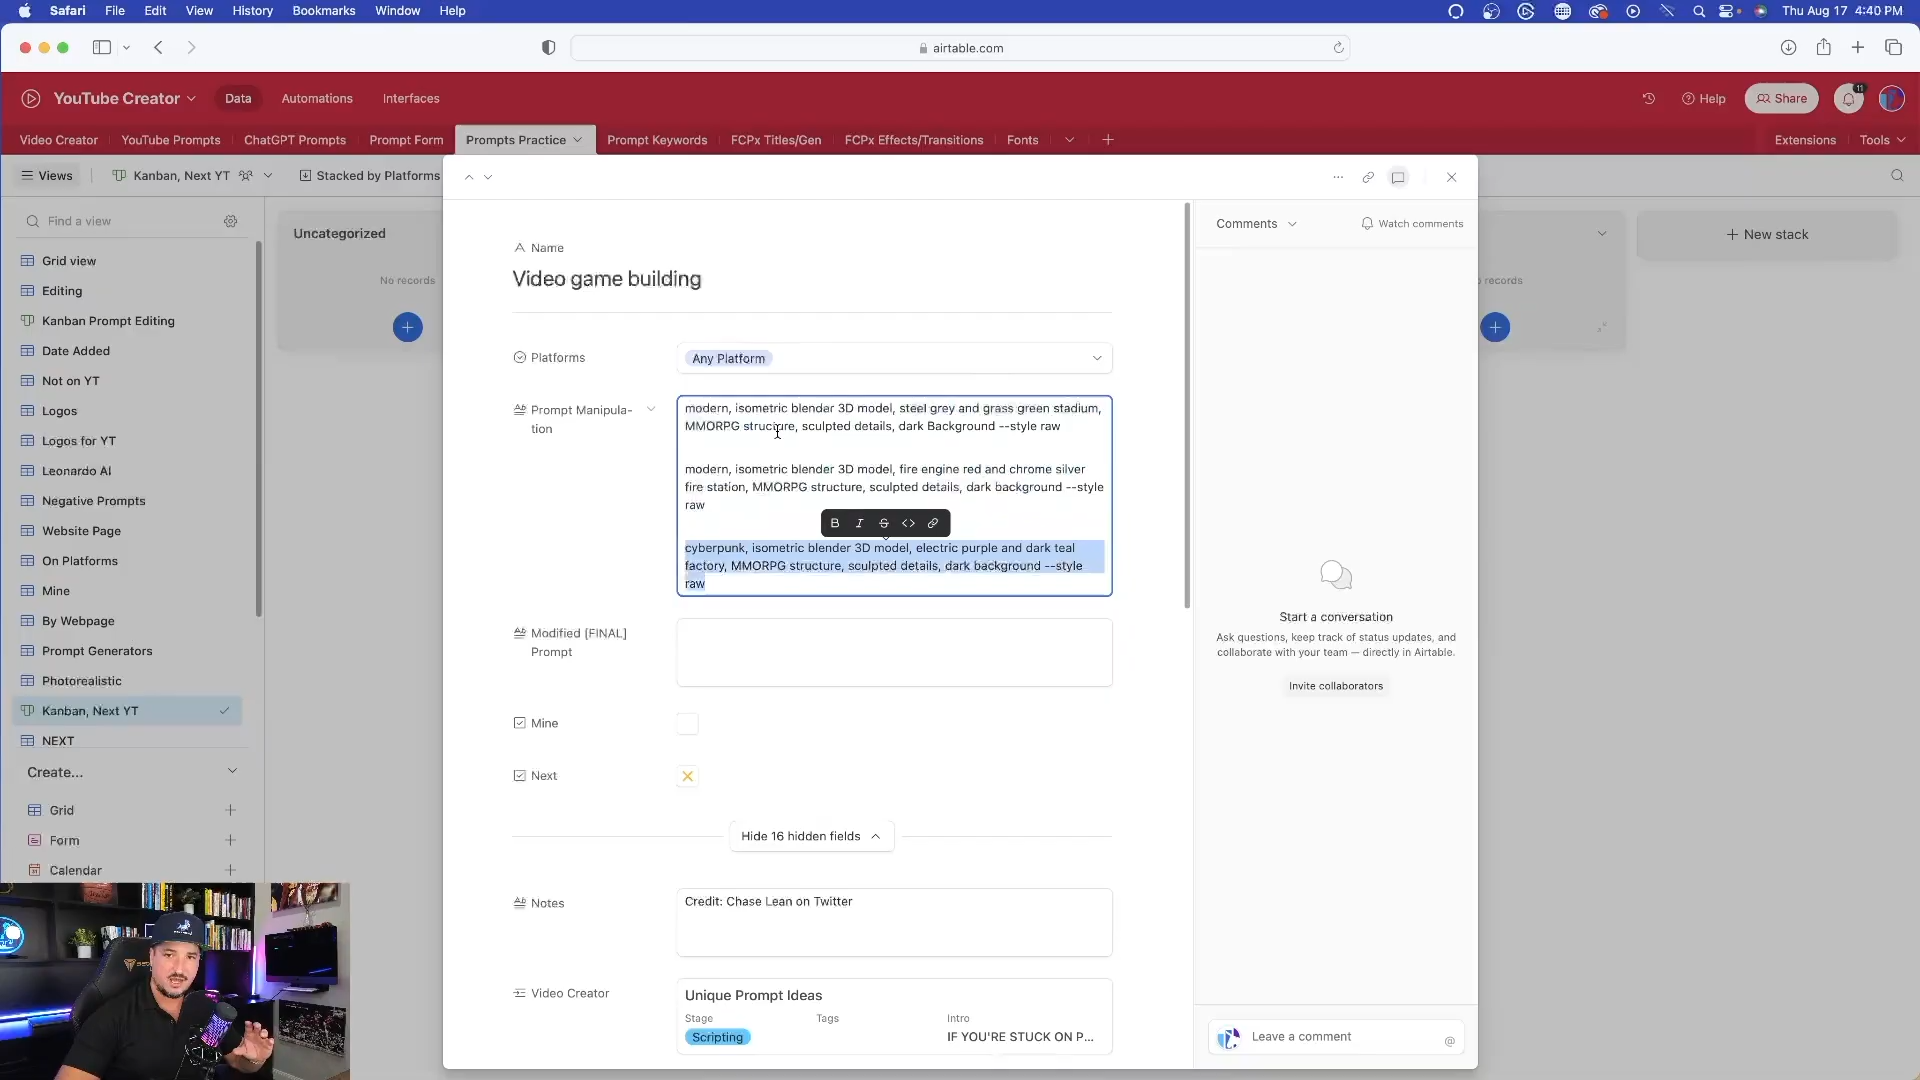 Safari File Edit View History Bookmarks Window Help
Thu Aug 17 4:40 PM
airtable.com
YouTube Creator Data Automations Interfaces
Help Share 11
Video Creator YouTube Prompts ChatGPT Prompts Prompt Form Prompts Practice Prompt Keywords FCPx Titles/Gen FCPx Effects/Transitions Fonts
Extensions Tools
Views Kanban, Next YT Stacked by Platforms
Find a view
Grid view
Editing
Kanban Prompt Editing
Date Added
Not on YT
Logos
Logos for YT
Leonardo AI
Negative Prompts
Website Page
On Platforms
Mine
By Webpage
Prompt Generators
Photorealistic
Kanban, Next YT
NEXT
Create...
Grid
Form
Calendar
Uncategorized
No records
Name
Video game building
Platforms
Any Platform
Prompt Manipula-
tion
modern, isometric blender 3D model, steel grey and grass green stadium,
MMORPG structure, sculpted details, dark Background --style raw
modern, isometric blender 3D model, fire engine red and chrome silver
fire station, MMORPG structure, sculpted details, dark background --style
raw
B I S <>
cyberpunk, isometric blender 3D model, electric purple and dark teal
factory, MMORPG structure, sculpted details, dark background --style
raw
Modified [FINAL]
Prompt
Mine
Next
Hide 16 hidden fields
Notes
Credit: Chase Lean on Twitter
Video Creator
Unique Prompt Ideas
Stage Tags Intro
Scripting IF YOU'RE STUCK ON P...
Comments Watch comments
Start a conversation
Ask questions, keep track of status updates, and
collaborate with your team — directly in Airtable.
Invite collaborators
Leave a comment @
records
New stack